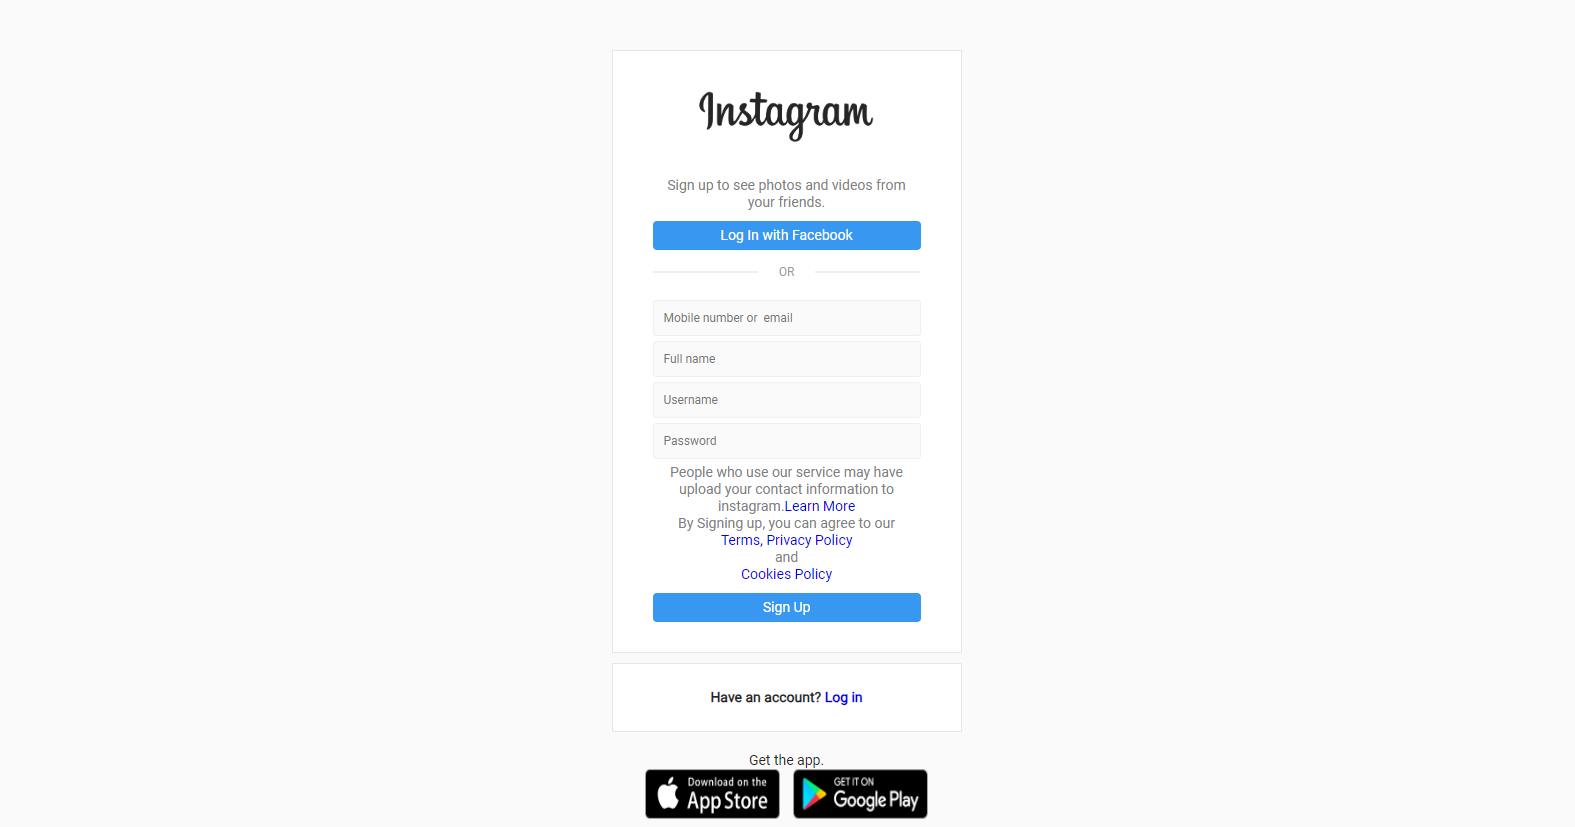 Instagram
Sign up to see photos and videos from
your friends.
Log In with Facebook
OR
Mobile number or  email
Full name
Username
Password
People who use our service may have
upload your contact information to
instagram.Learn More
By Signing up, you can agree to our
Terms, Privacy Policy
and
Cookies Policy
Sign Up
Have an account? Log in
Get the app.
Download on the
App Store
GET IT ON
Google Play